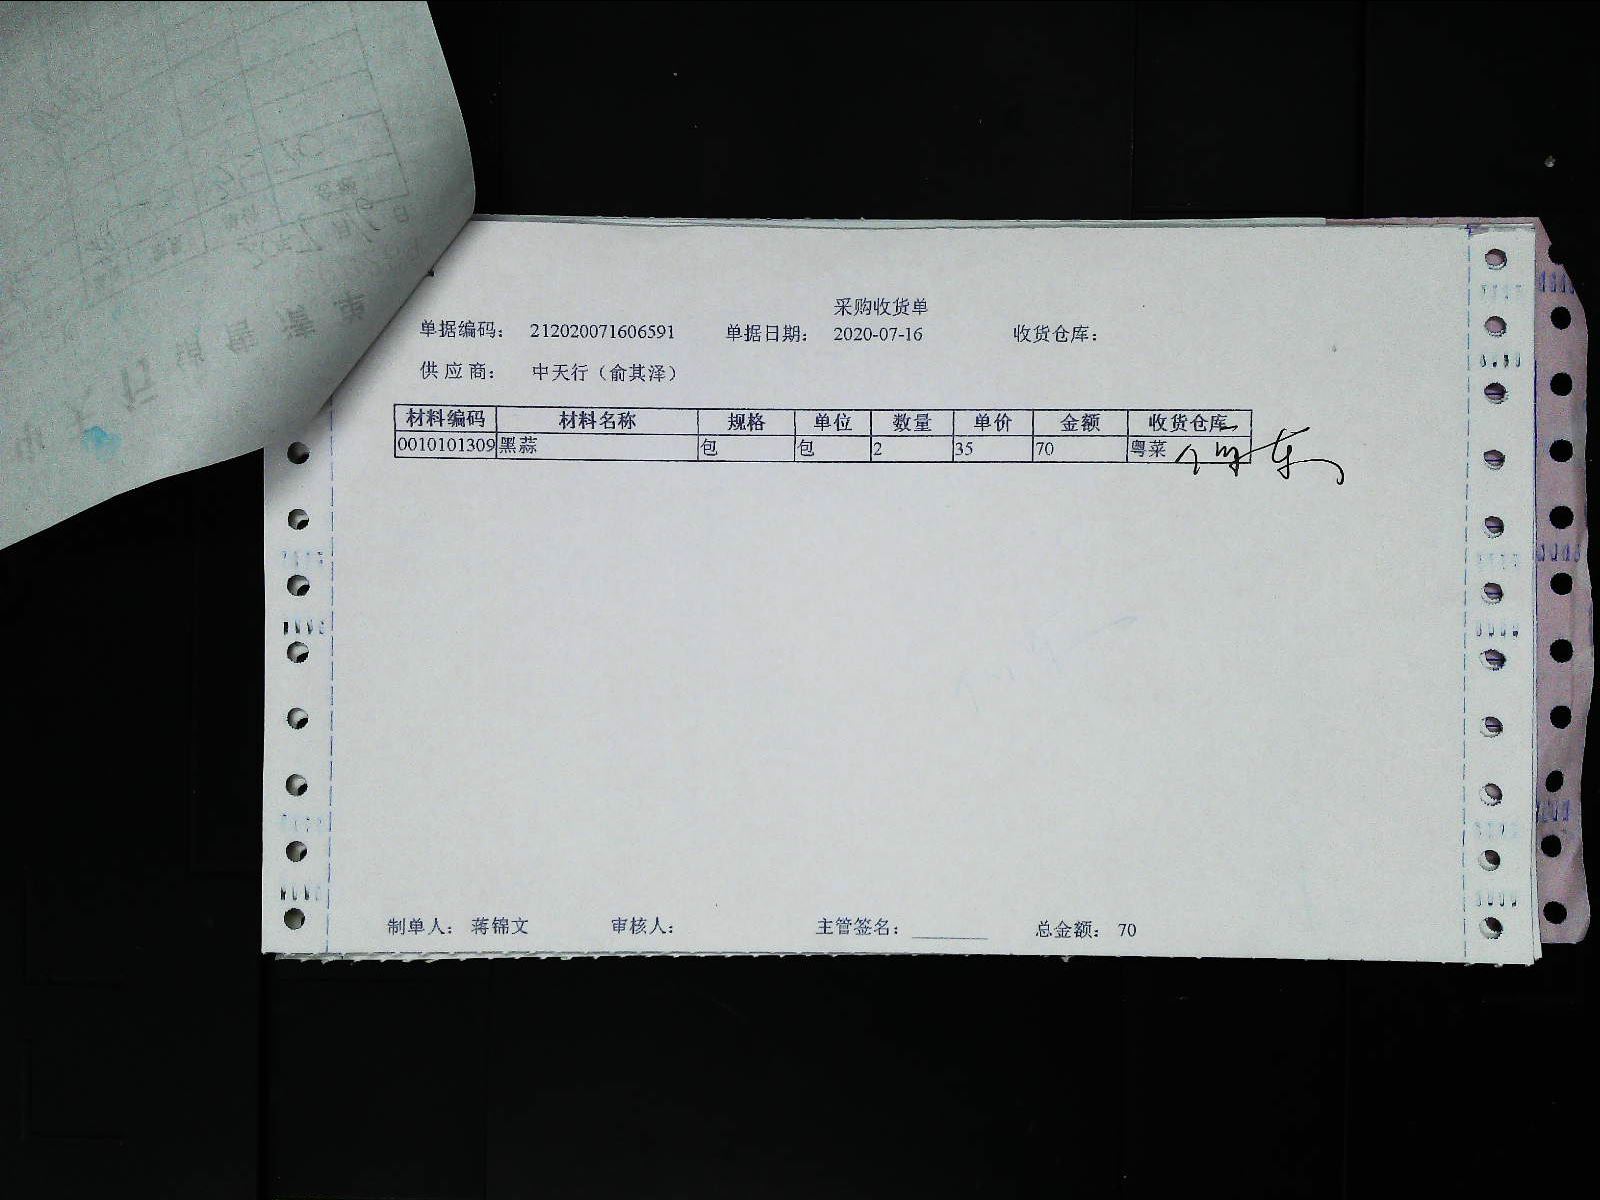 采购收货单
单据编码： 212020071606591 单据日期： 2020-07-16 收货仓库：
供 应 商： 中天行（俞其泽）
材料编码 材料名称 规格 单位 数量 单价 金额 收货仓库
0010101309 黑蒜 包 包 2 35 70 粤菜
制单人： 蒋锦文 审核人： 主管签名： ________ 总金额： 70